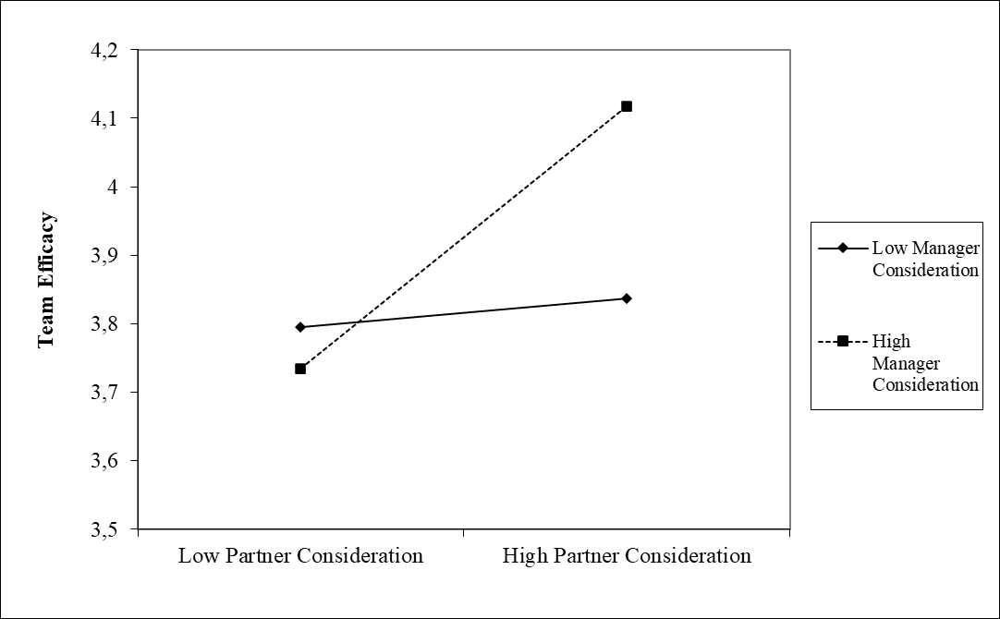 4,2
4,1
4
3,9
3,8
3,7
3,6
3,5
Team Efficacy
Low Partner Consideration
High Partner Consideration
Low Manager
Consideration
High
Manager
Consideration